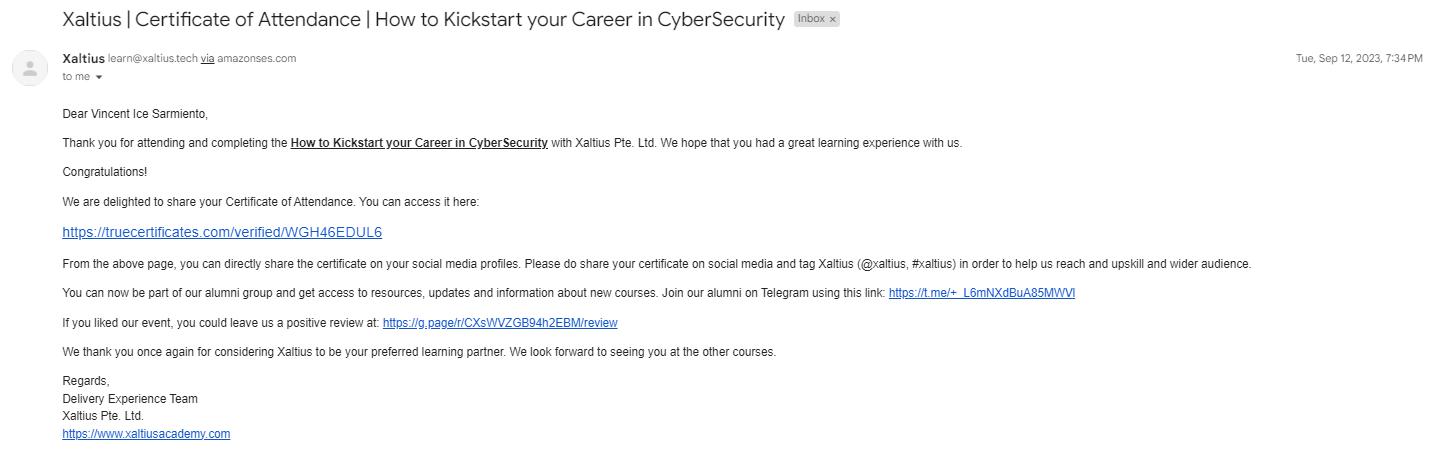 Xaltius | Certificate of Attendance | How to Kickstart your Career in CyberSecurity Inbox ×
Xaltius learn@xaltius.tech via amazonses.com Tue, Sep 12, 2023, 7:34 PM
to me
Dear Vincent Ice Sarmiento,
Thank you for attending and completing the How to Kickstart your Career in CyberSecurity with Xaltius Pte. Ltd. We hope that you had a great learning experience with us.
Congratulations!
We are delighted to share your Certificate of Attendance. You can access it here:
https://truecertificates.com/verified/WGH46EDUL6
From the above page, you can directly share the certificate on your social media profiles. Please do share your certificate on social media and tag Xaltius (@xaltius, #xaltius) in order to help us reach and upskill and wider audience.
You can now be part of our alumni group and get access to resources, updates and information about new courses. Join our alumni on Telegram using this link: https://t.me/+_L6mNXdBuA85MWVl
If you liked our event, you could leave us a positive review at: https://g.page/r/CXsWVZGB94h2EBM/review
We thank you once again for considering Xaltius to be your preferred learning partner. We look forward to seeing you at the other courses.
Regards,
Delivery Experience Team
Xaltius Pte. Ltd.
https://www.xaltiusacademy.com